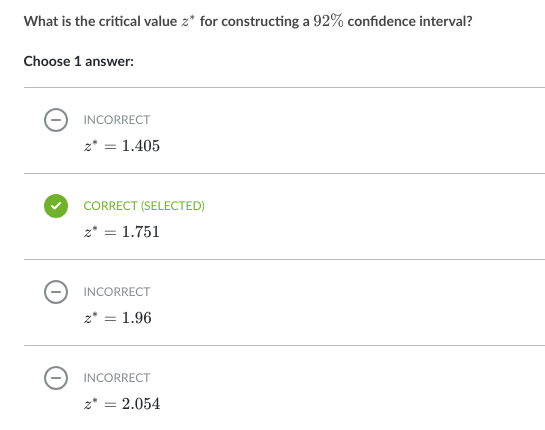 What is the critical value z* for constructing a 92% confidence interval?
Choose 1 answer:
INCORRECT
z* = 1.405
CORRECT (SELECTED)
z* = 1.751
INCORRECT
z* = 1.96
INCORRECT
z* = 2.054